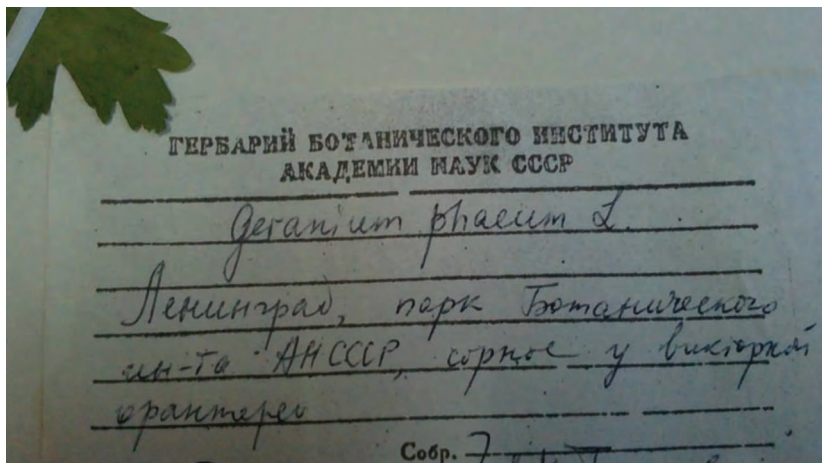 ГЕРБАРИЙ БОТАНИЧЕСКОГО ИНСТИТУТА
АКАДЕМИИ НАУК СССР
Geranium phaeum L.
Ленинград, парк Ботанического
ин-та АН СССР, сорное у викторной
оранжереи
Собр. 7